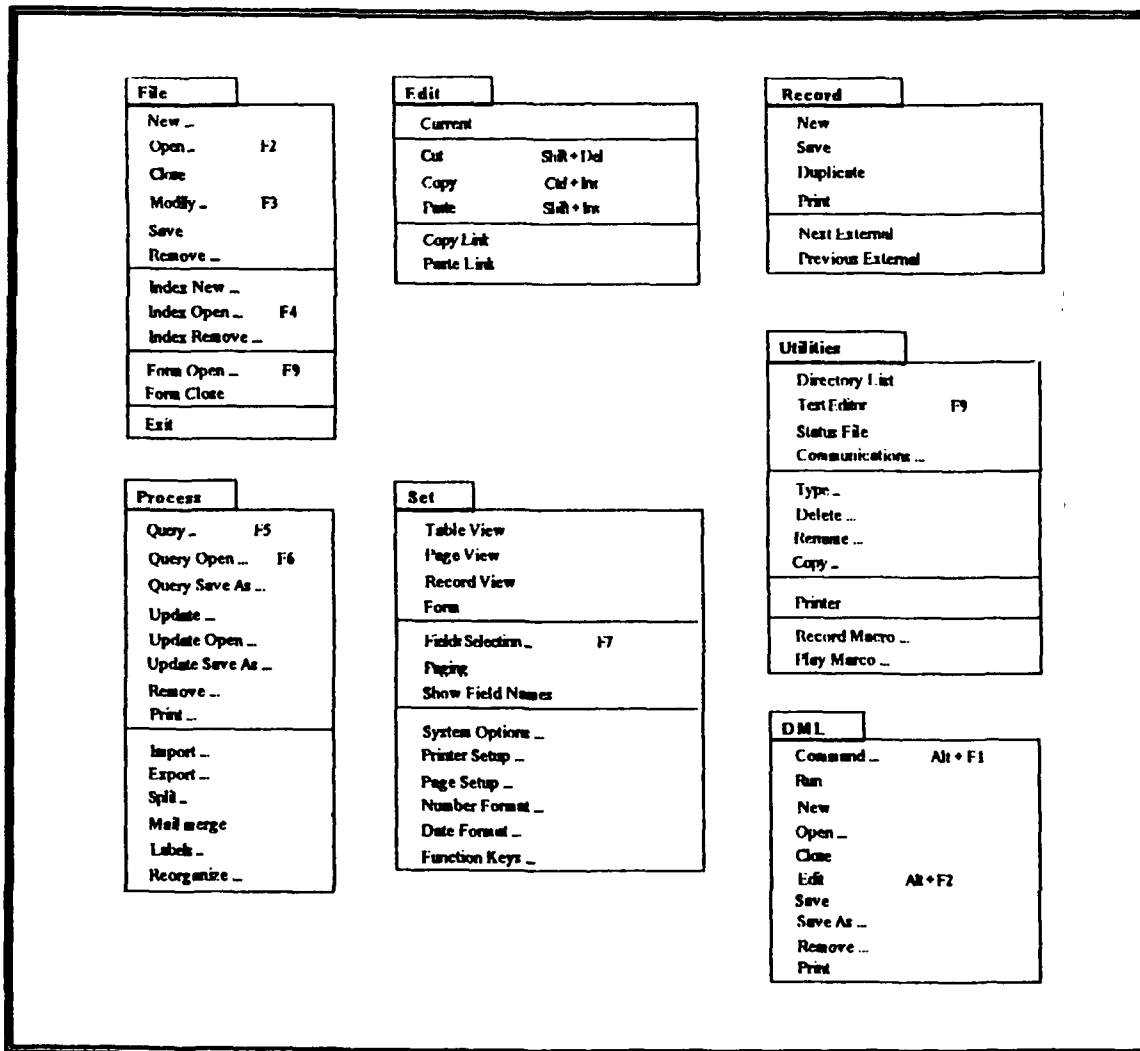 File
New ...
Open ... F2
Close
Modify ... F3
Save
Remove ...
Index New ...
Index Open ... F4
Index Remove ...
Form Open ... F9
Form Close
Exit
Edit
Current
Cut Shift + Del
Copy Ctrl + Ins
Paste Shift + Ins
Copy Link
Paste Link
Record
New
Save
Duplicate
Print
Next External
Previous External
Utilities
Directory List
Text Editor F9
Status File
Communications ...
Type ...
Delete ...
Rename ...
Copy ...
Printer
Record Macro ...
Play Marco ...
Process
Query ... F5
Query Open ... F6
Query Save As ...
Update ...
Update Open ...
Update Save As ...
Remove ...
Print ...
Import ...
Export ...
Split ...
Mail merge
Labels ...
Reorganize ...
Set
Table View
Page View
Record View
Form
Fields Selection ... F7
Paging
Show Field Names
System Options ...
Printer Setup ...
Page Setup ...
Number Format ...
Date Format ...
Function Keys ...
DML
Command ... Alt + F1
Run
New
Open ...
Close
Edit Alt + F2
Save
Save As ...
Remove ...
Print